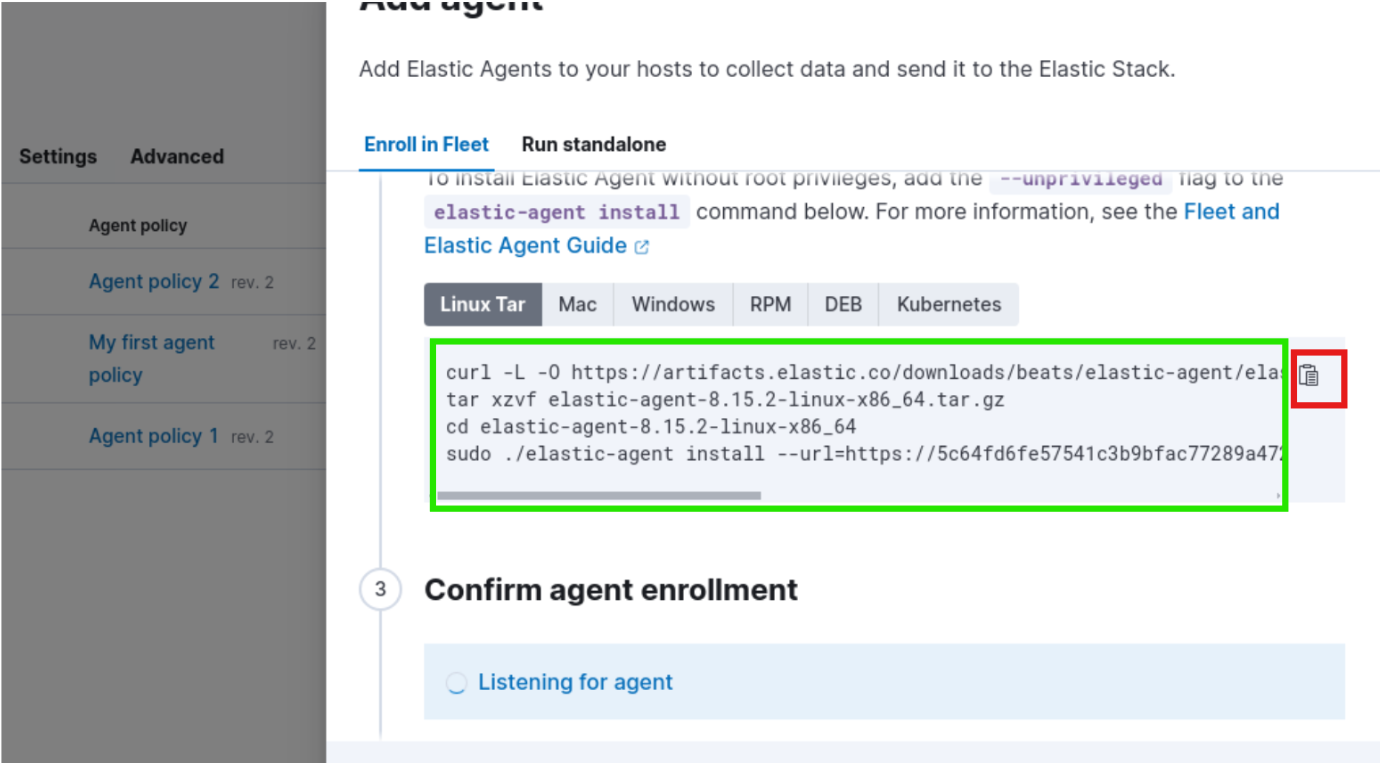 Add agent
Add Elastic Agents to your hosts to collect data and send it to the Elastic Stack.
Settings Advanced
Enroll in Fleet Run standalone
To install Elastic Agent without root privileges, add the --unprivileged flag to the
elastic-agent install command below. For more information, see the Fleet and
Elastic Agent Guide
Agent policy
Agent policy 2 rev. 2
My first agent policy rev. 2
Agent policy 1 rev. 2
Linux Tar Mac Windows RPM DEB Kubernetes
curl -L -O https://artifacts.elastic.co/downloads/beats/elastic-agent/elas
tar xzvf elastic-agent-8.15.2-linux-x86_64.tar.gz
cd elastic-agent-8.15.2-linux-x86_64
sudo ./elastic-agent install --url=https://5c64fd6fe57541c3b9bfac77289a472
3 Confirm agent enrollment
Listening for agent